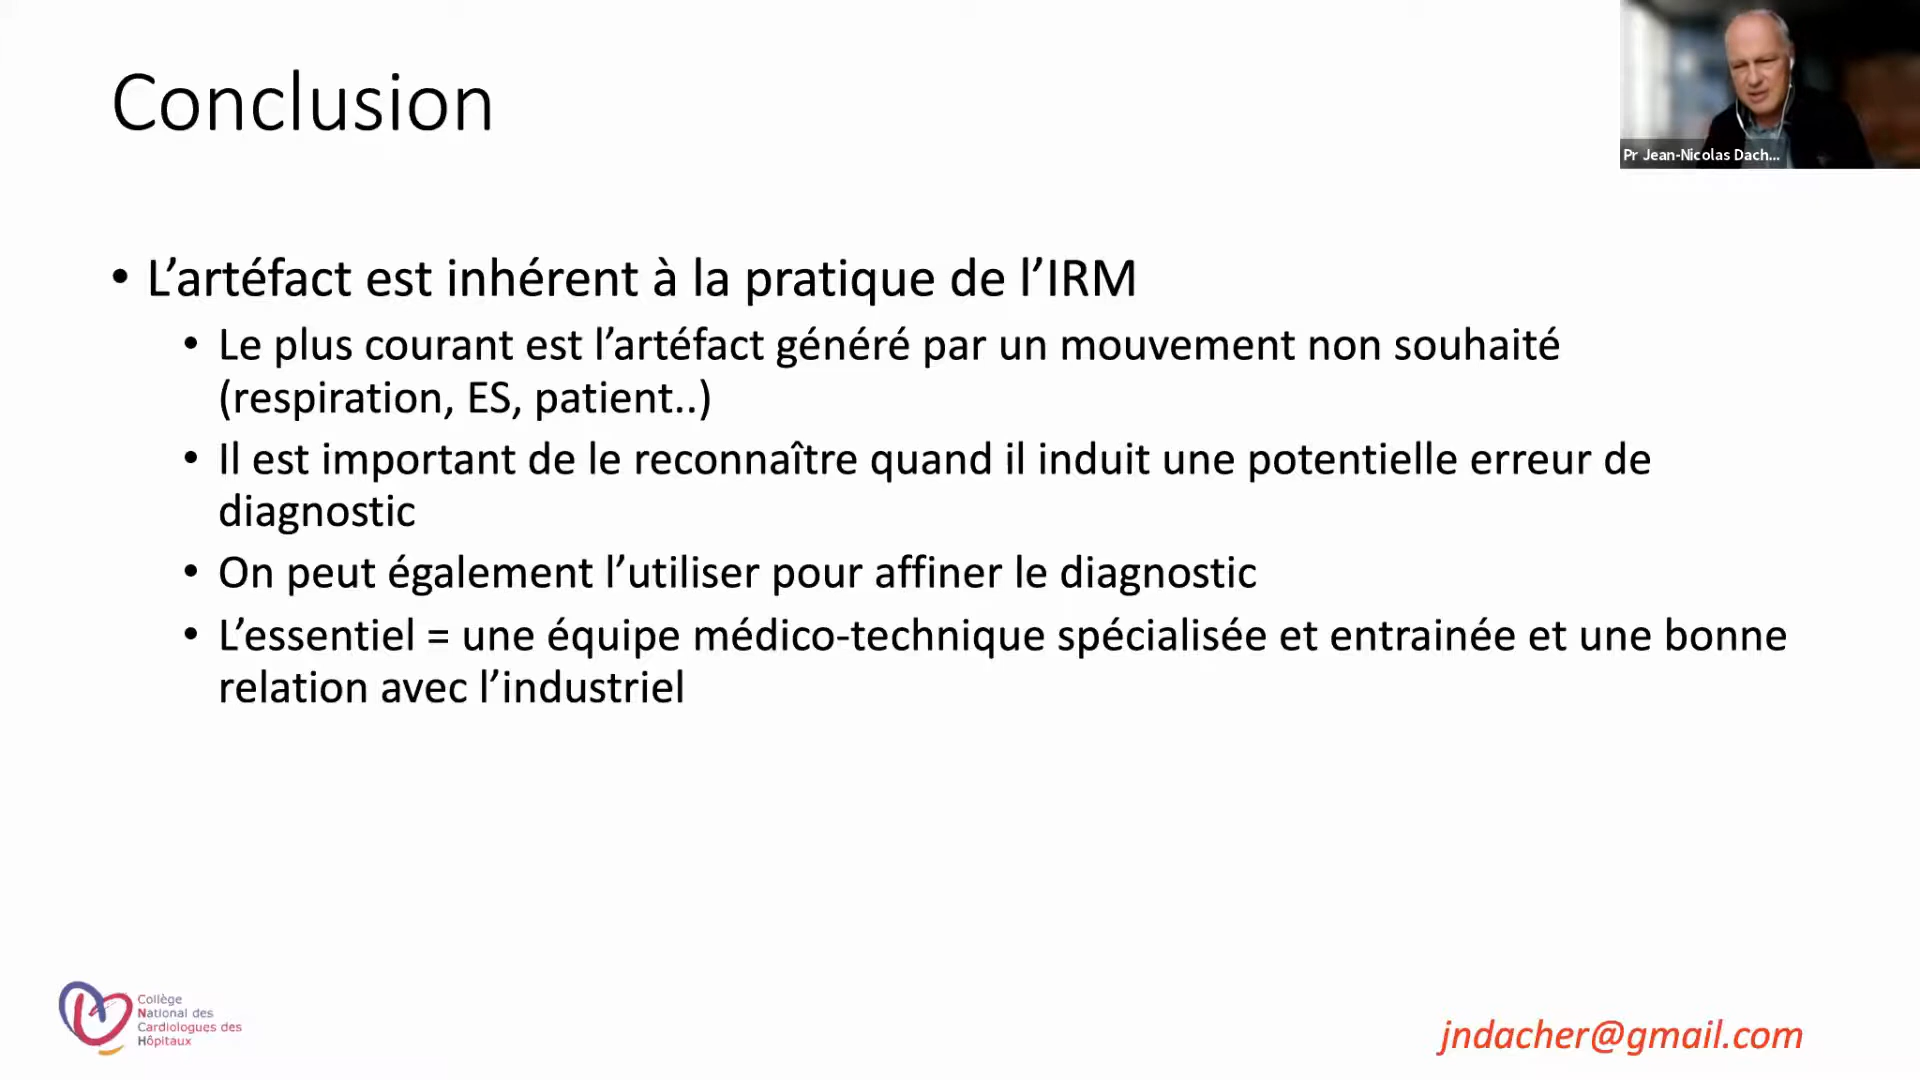 Conclusion
Pr Jean-Nicolas Dach...
• L’artéfact est inhérent à la pratique de l’IRM
• Le plus courant est l’artéfact généré par un mouvement non souhaité
(respiration, ES, patient..)
• Il est important de le reconnaître quand il induit une potentielle erreur de
diagnostic
• On peut également l’utiliser pour affiner le diagnostic
• L’essentiel = une équipe médico-technique spécialisée et entrainée et une bonne
relation avec l’industriel
Collège
National des
Cardiologues des
Hôpitaux
jndacher@gmail.com